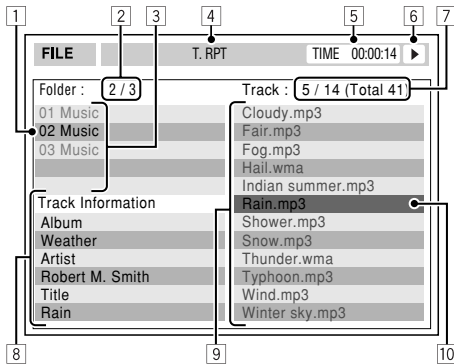 1 2 3 4 5 6 7
FILE T. RPT TIME 00:00:14
Folder : 2 / 3
01 Music
02 Music
03 Music
Track Information
Album
Weather
Artist
Robert M. Smith
Title
Rain
Track : 5 / 14 (Total 41)
Cloudy.mp3
Fair.mp3
Fog.mp3
Hail.wma
Indian summer.mp3
Rain.mp3
Shower.mp3
Snow.mp3
Thunder.wma
Typhoon.mp3
Wind.mp3
Winter sky.mp3
8 9 10